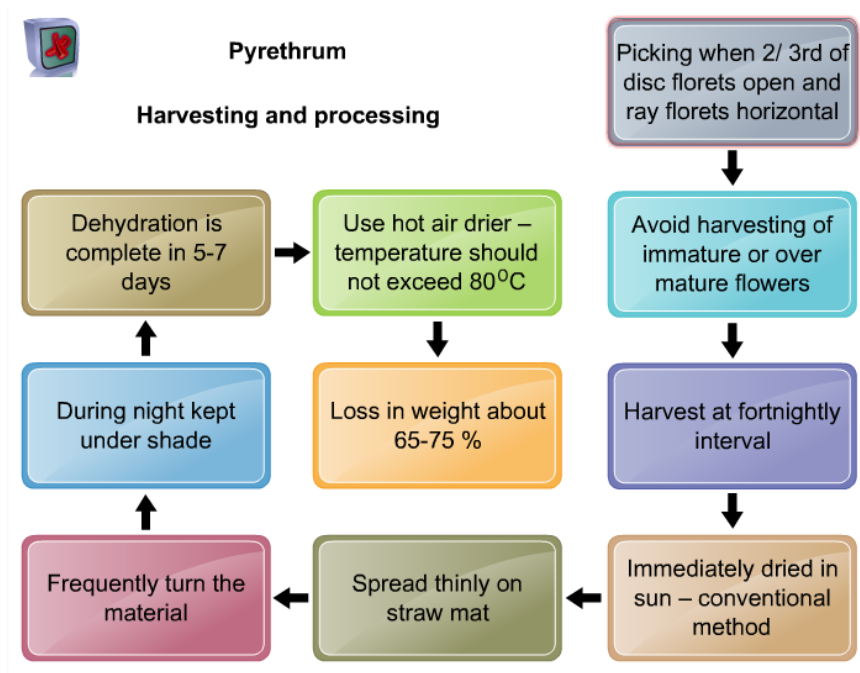 Pyrethrum
Harvesting and processing
Picking when 2/ 3rd of
disc florets open and
ray florets horizontal
Avoid harvesting of
immature or over
mature flowers
Harvest at fortnightly
interval
Immediately dried in
sun – conventional
method
Spread thinly on
straw mat
Frequently turn the
material
During night kept
under shade
Dehydration is
complete in 5-7
days
Use hot air drier –
temperature should
not exceed 80⁰C
Loss in weight about
65-75 %